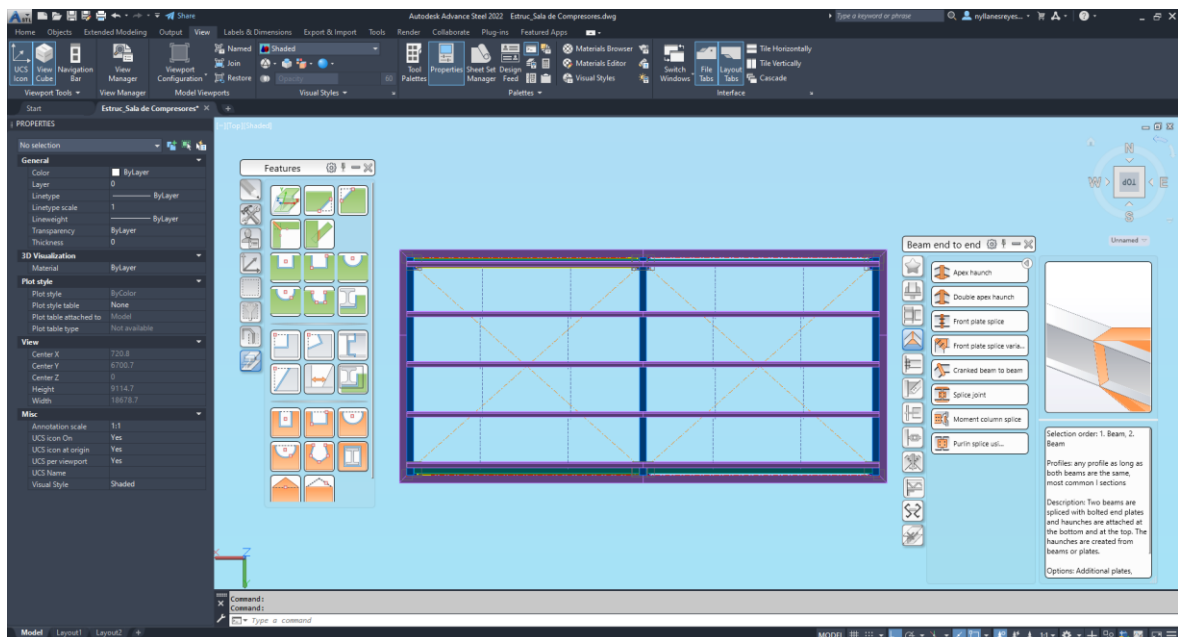 Share
Autodesk Advance Steel 2022 Estruc_Sala de Compresores.dwg
Type a keyword or phrase
nyllanesreyes...
Home Objects Extended Modeling Output View Labels & Dimensions Export & Import Tools Render Collaborate Plug-ins Featured Apps
UCS Icon
View Cube
Navigation Bar
Viewport Tools
View Manager
View Manager
Viewport Configuration
Named
Join
Restore
Model Viewports
Shaded
Opacity 60
Visual Styles
Tool Palettes
Properties
Sheet Set Manager
Design Feed
Materials Browser
Materials Editor
Visual Styles
Palettes
Switch Windows
File Tabs
Layout Tabs
Tile Horizontally
Tile Vertically
Cascade
Interface
Start Estruc_Sala de Compresores* +
PROPERTIES
No selection
General
Color ByLayer
Layer 0
Linetype ByLayer
Linetype scale 1
Lineweight ByLayer
Transparency ByLayer
Thickness 0
3D Visualization
Material ByLayer
Plot style
Plot style ByColor
Plot style table None
Plot table attached to Model
Plot table type Not available
View
Center X 720.8
Center Y 6700.7
Center Z 0
Height 9114.7
Width 18678.7
Misc
Annotation scale 1:1
UCS icon On Yes
UCS icon at origin Yes
UCS per viewport Yes
UCS Name
Visual Style Shaded
[-][Top][Shaded]
Features
N
W TOP E
S
Unnamed
Beam end to end
Apex haunch
Double apex haunch
Front plate splice
Front plate splice varia...
Cranked beam to beam
Splice joint
Moment column splice
Purlin splice usi...
Selection order: 1. Beam, 2.
Beam
Profiles: any profile as long as
both beams are the same,
most common I sections
Description: Two beams are
spliced with bolted end plates
and haunches are attached at
the bottom and at the top. The
haunches are created from
beams or plates.
Options: Additional plates,
X Z
Y
Command:
Command:
Type a command
Model Layout1 Layout2 +
MODEL 1:1